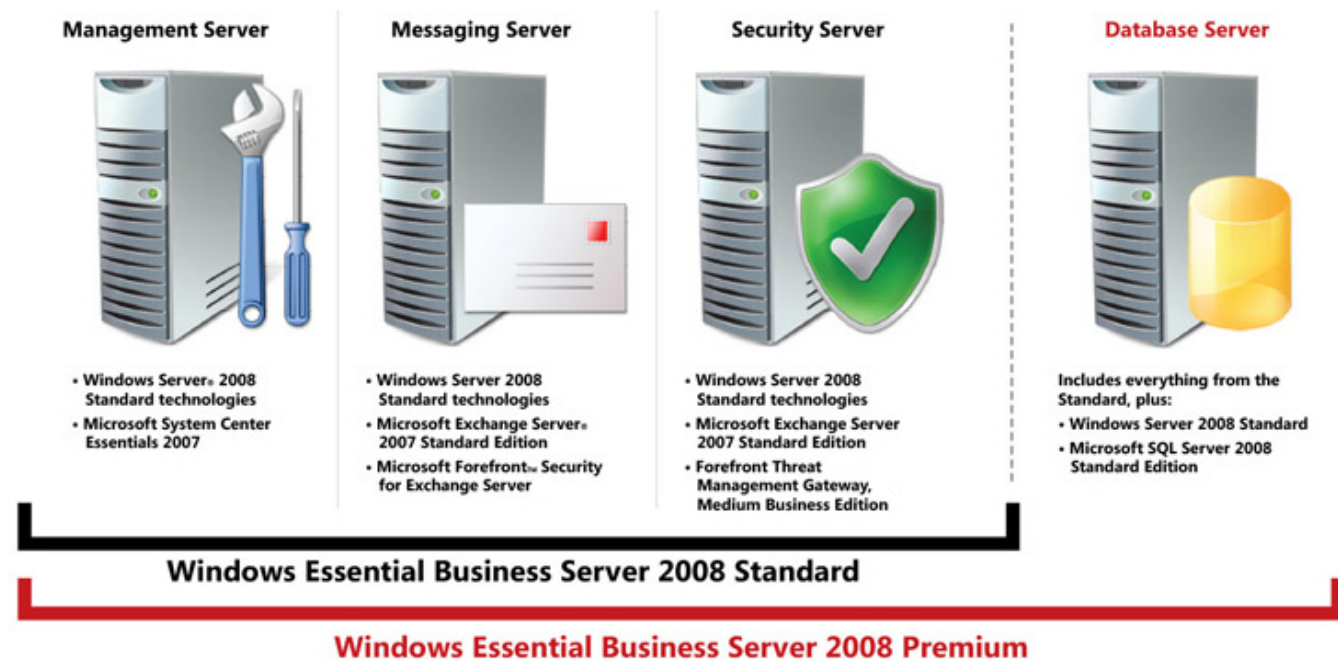 Management Server
Messaging Server
Security Server
Database Server
• Windows Server® 2008
Standard technologies
• Microsoft System Center
Essentials 2007
• Windows Server 2008
Standard technologies
• Microsoft Exchange Server®
2007 Standard Edition
• Microsoft Forefront™ Security
for Exchange Server
• Windows Server 2008
Standard technologies
• Microsoft Exchange Server
2007 Standard Edition
• Forefront Threat
Management Gateway,
Medium Business Edition
Includes everything from the
Standard, plus:
• Windows Server 2008 Standard
• Microsoft SQL Server 2008
Standard Edition
Windows Essential Business Server 2008 Standard
Windows Essential Business Server 2008 Premium